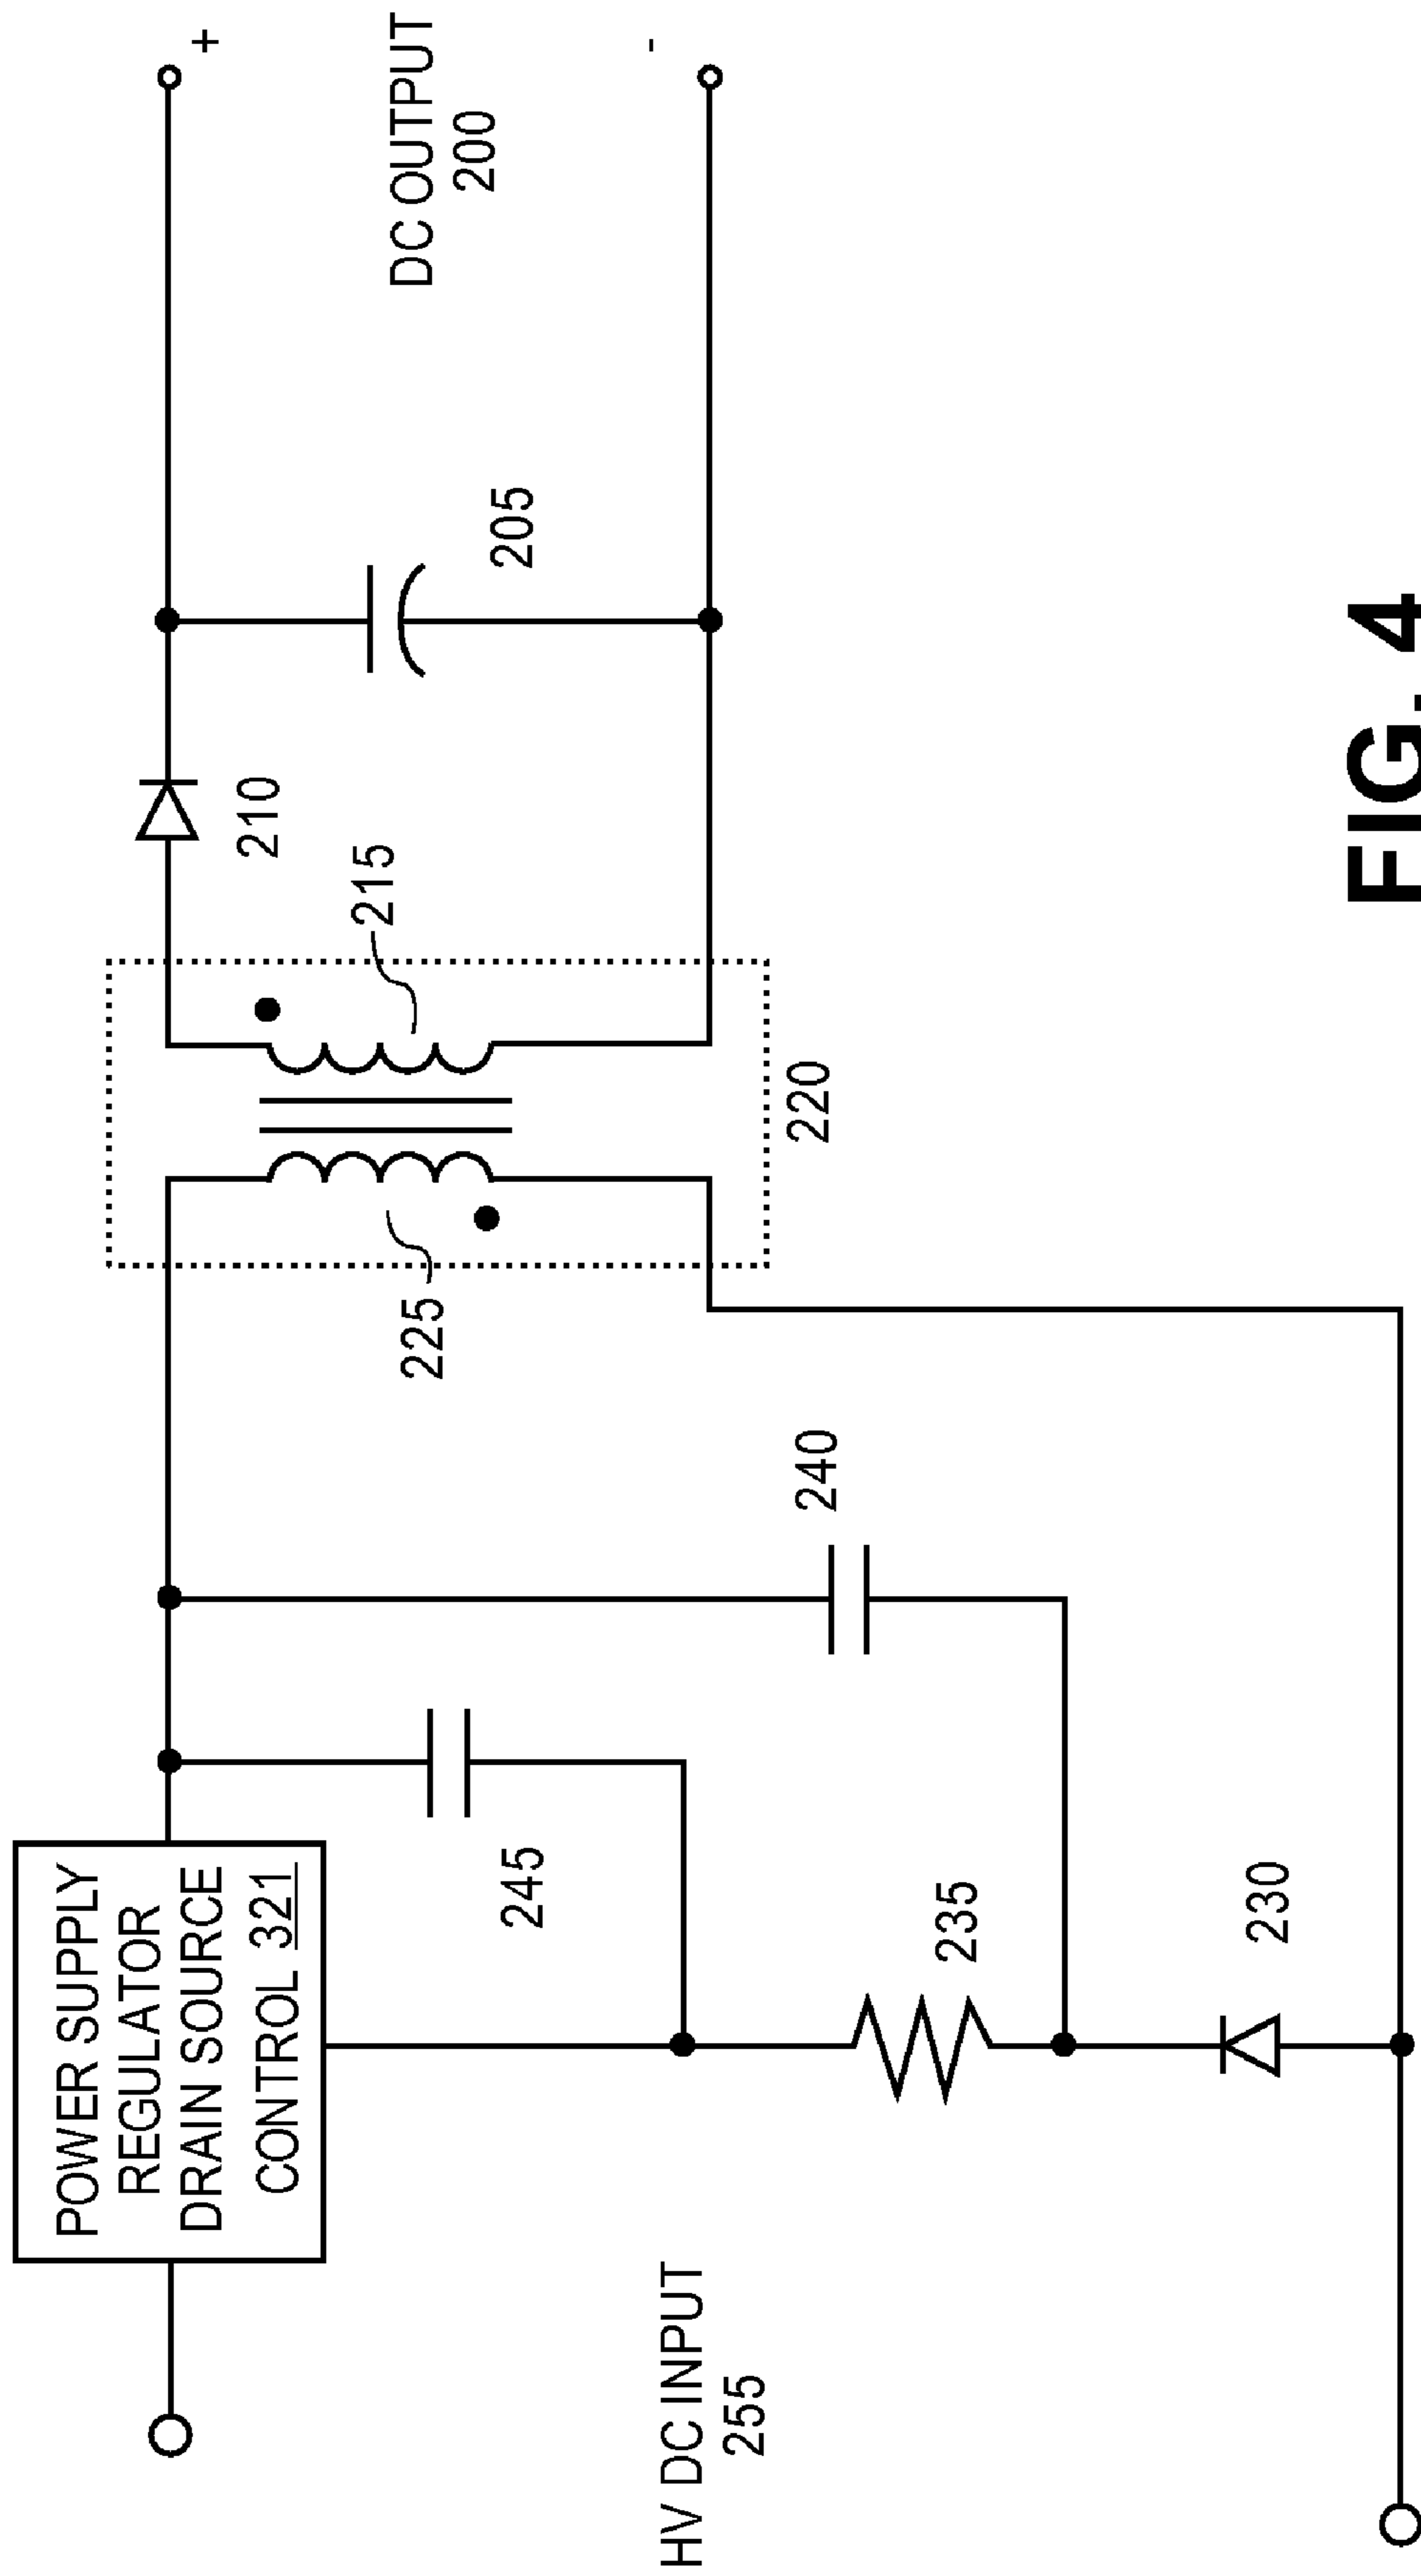 POWER SUPPLY
REGULATOR
DRAIN SOURCE
CONTROL 321
HV DC INPUT
255
245
235
230
240
225
220
215
210
205
+
DC OUTPUT
200
-
FIG. 4